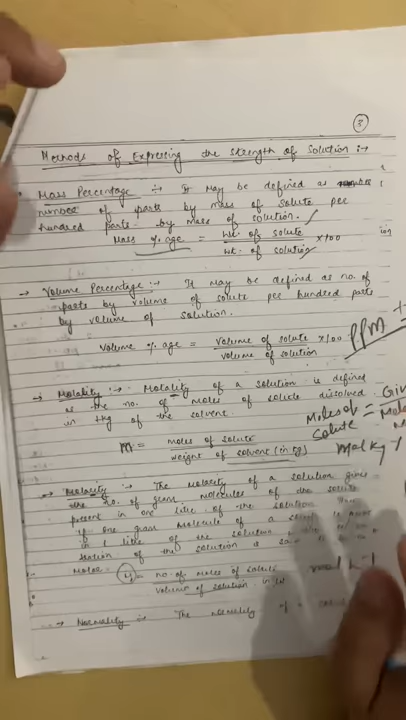 3
Methods of Expressing the strength of Solution :→
Mass Percentage :→ It may be defined as
number of parts by mass of solute per
hundred parts by mass of solution.
Mass %age = wt. of solute / wt. of solution ×100
→ Volume Percentage :→ It may be defined as no. of
parts by volume of solute per hundred parts
by volume of solution.
Volume %age = volume of solute / volume of solution ×100
PPM
→ Molality :→ Molality of a solution is defined
as the no. of moles of solute dissolved
in 1kg of the solvent.
Moles of solute =
m = moles of solute / weight of solvent (in kg)
mol kg
→ Molarity :→ The Molarity of a solution gives
the no. of gram molecules of the solute
present in one litre of the solution
if one gram molecule of a
in 1 litre of the solution
of the solution is
Molar.
M = no. of moles of solute / volume of solution in
→ Normality :→ The normality of a